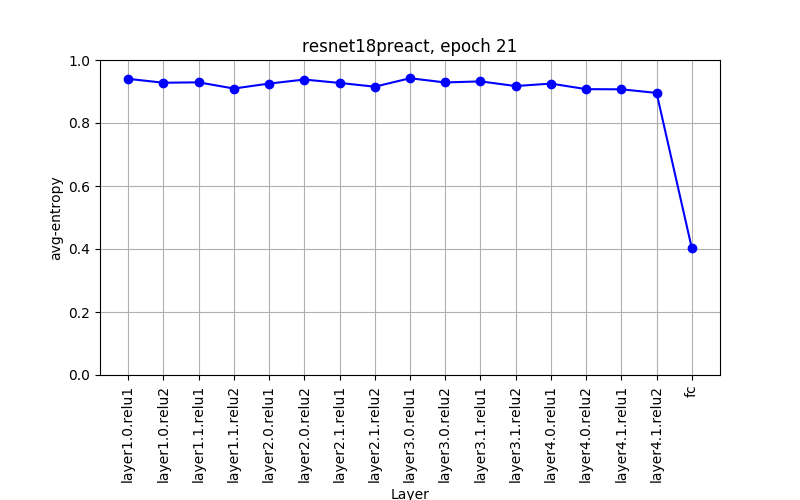 resnet18preact, epoch 21
1.0
0.8
0.6
0.4
0.2
0.0
avg-entropy
layer1.0.relu1
layer1.0.relu2
layer1.1.relu1
layer1.1.relu2
layer2.0.relu1
layer2.0.relu2
layer2.1.relu1
layer2.1.relu2
layer3.0.relu1
layer3.0.relu2
layer3.1.relu1
layer3.1.relu2
layer4.0.relu1
layer4.0.relu2
layer4.1.relu1
layer4.1.relu2
fc
Layer